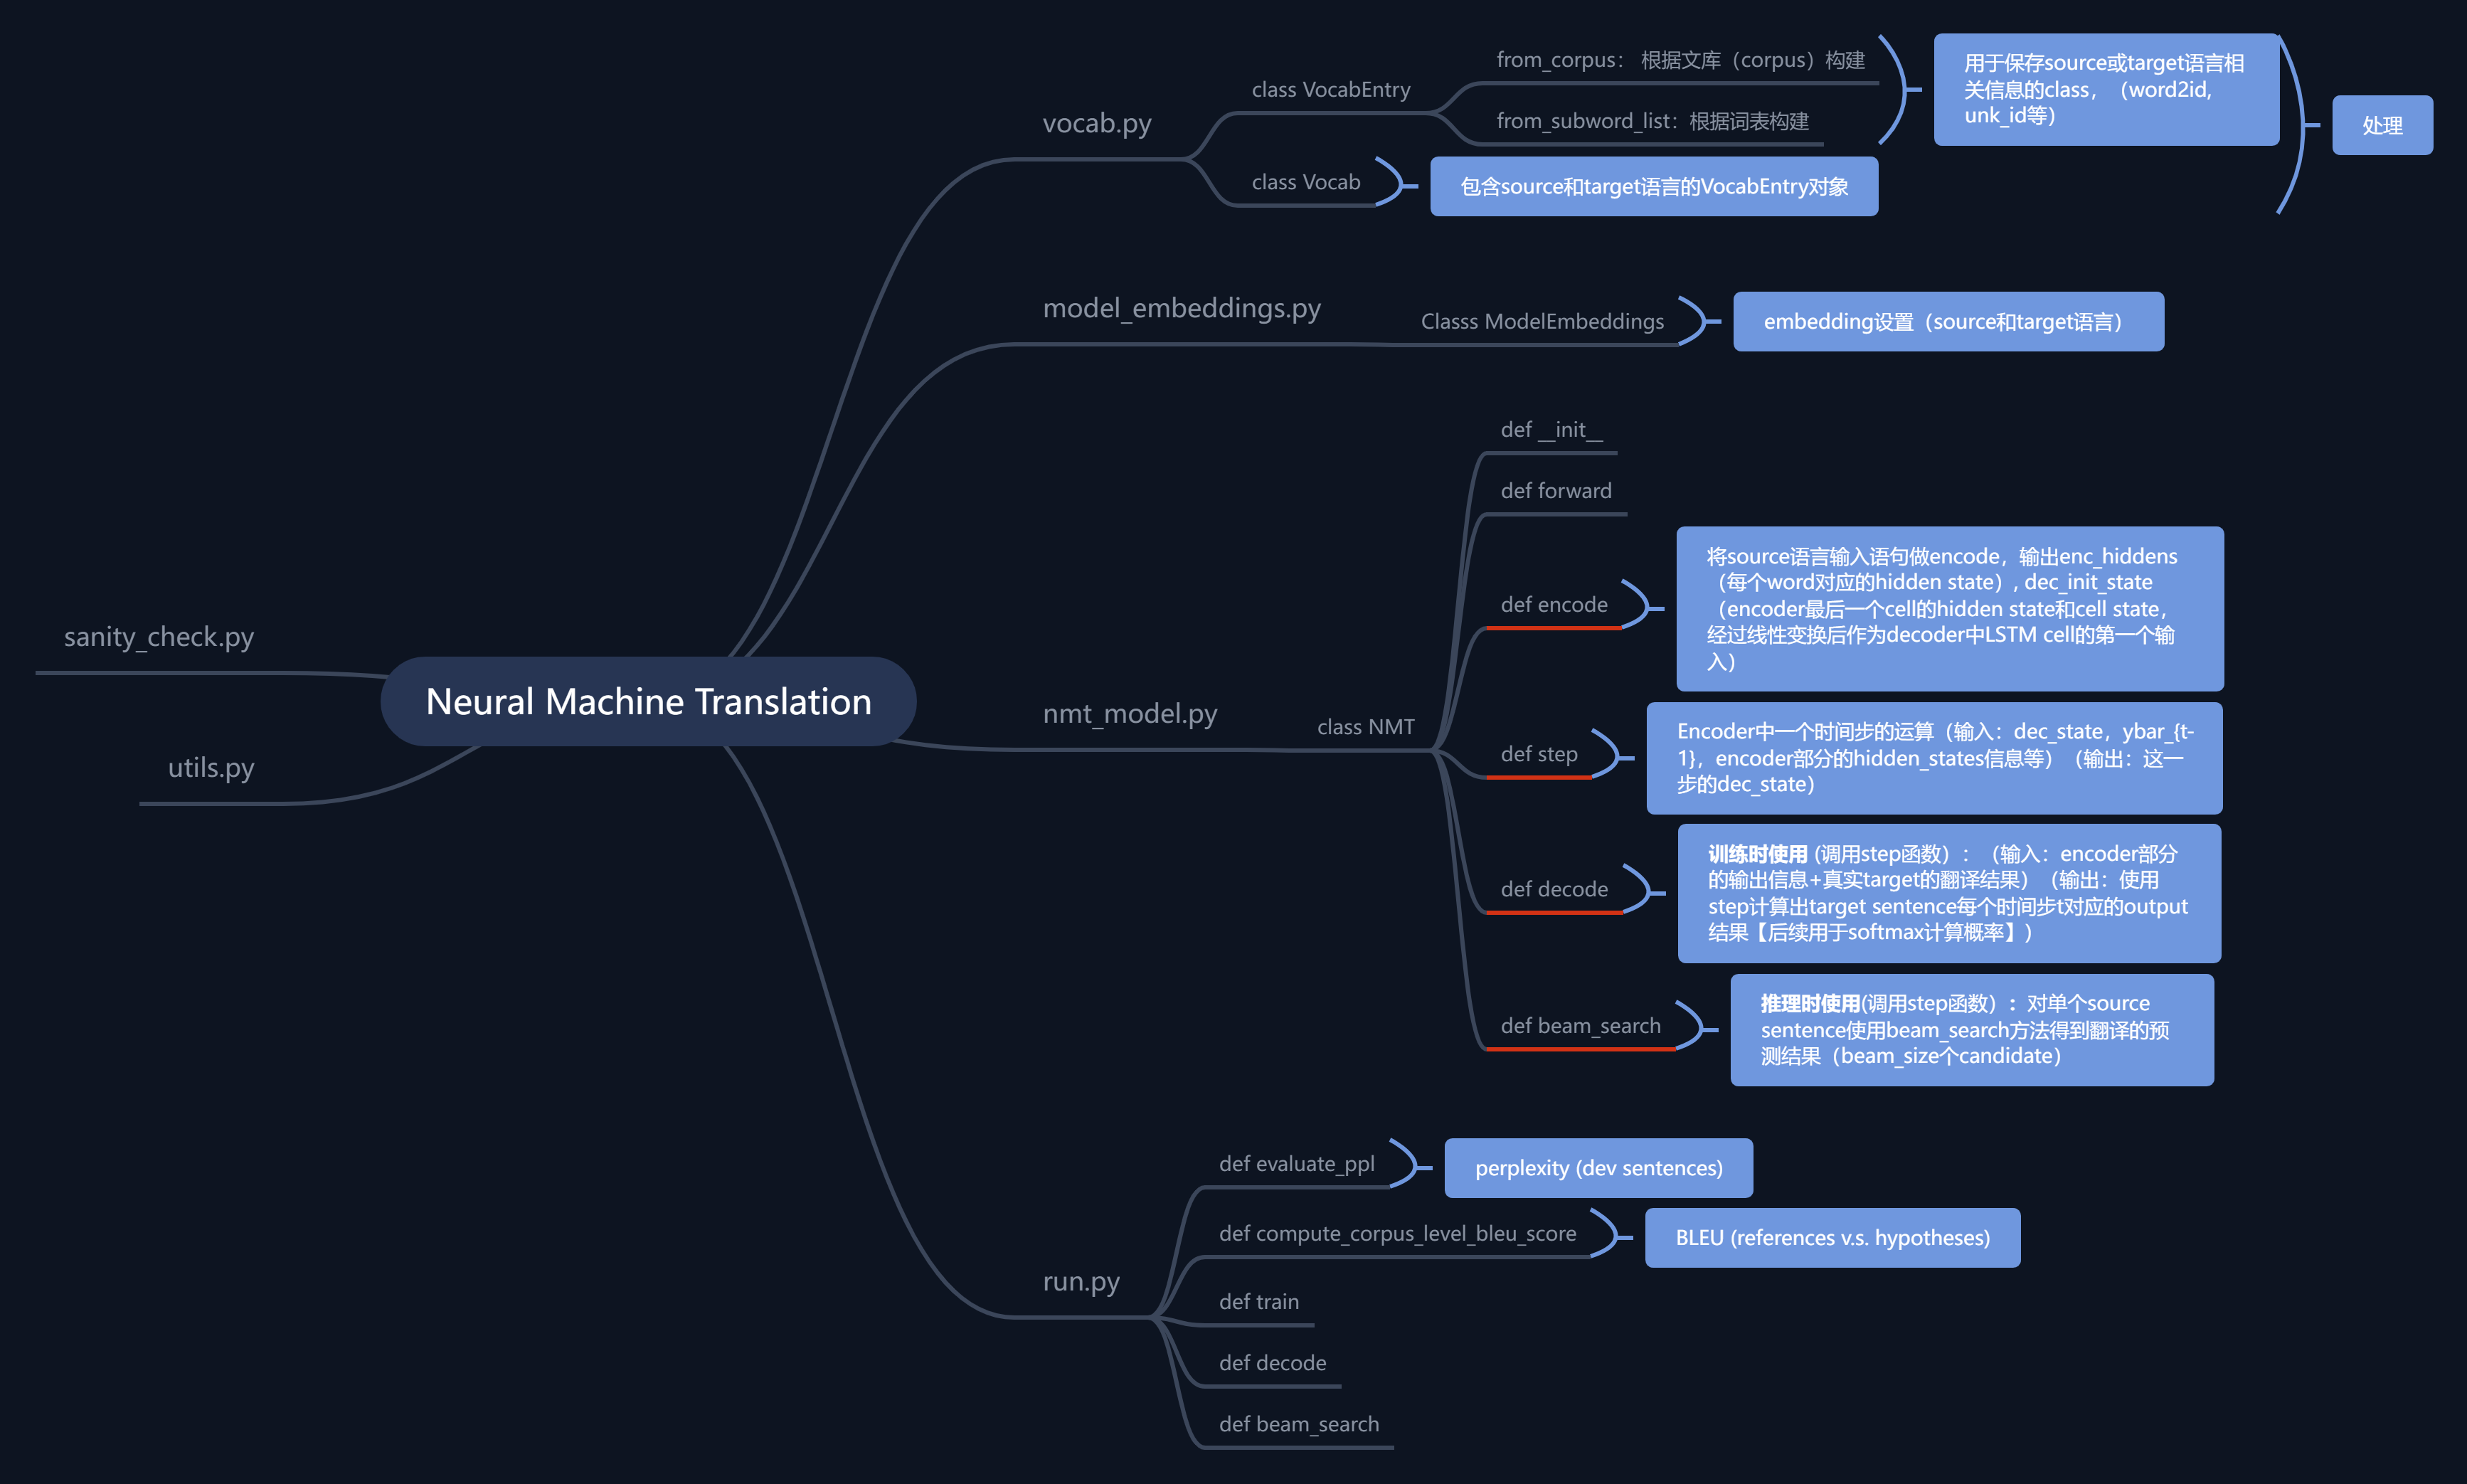 Neural Machine Translation
vocab.py
class VocabEntry
from_corpus： 根据文库（corpus）构建
from_subword_list：根据词表构建
用于保存source或target语言相
关信息的class，（word2id,
unk_id等）
处理
class Vocab
包含source和target语言的VocabEntry对象
model_embeddings.py
Classs ModelEmbeddings
embedding设置（source和target语言）
nmt_model.py
class NMT
def __init__
def forward
def encode
将source语言输入语句做encode，输出enc_hiddens
（每个word对应的hidden state）, dec_init_state
（encoder最后一个cell的hidden state和cell state，
经过线性变换后作为decoder中LSTM cell的第一个输
入）
def step
Encoder中一个时间步的运算（输入：dec_state，ybar_{t-
1}，encoder部分的hidden_states信息等）（输出：这一
步的dec_state）
def decode
训练时使用 (调用step函数）：（输入：encoder部分
的输出信息+真实target的翻译结果）（输出：使用
step计算出target sentence每个时间步t对应的output
结果【后续用于softmax计算概率】)
def beam_search
推理时使用(调用step函数）：对单个source
sentence使用beam_search方法得到翻译的预
测结果（beam_size个candidate）
run.py
def evaluate_ppl
perplexity (dev sentences)
def compute_corpus_level_bleu_score
BLEU (references v.s. hypotheses)
def train
def decode
def beam_search
sanity_check.py
utils.py